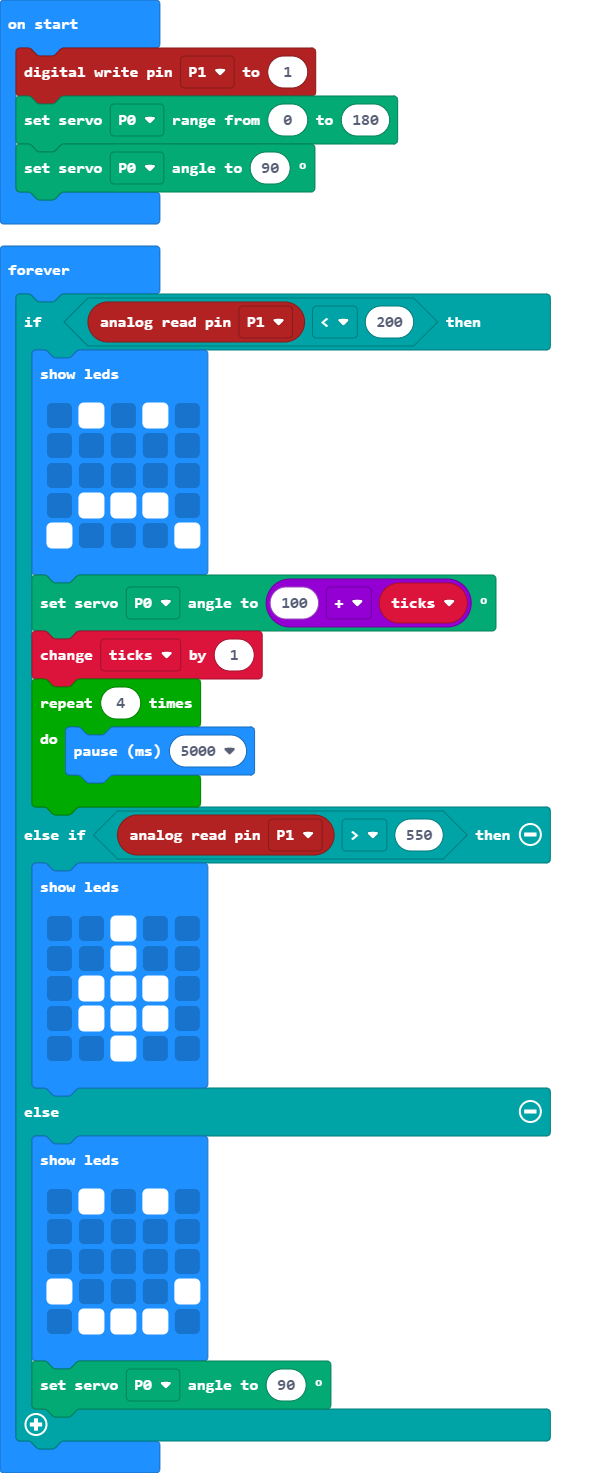 on start
digital write pin P1 to 1
set servo P0 range from 0 to 180
set servo P0 angle to 90 °
forever
if analog read pin P1 < 200 then
show leds
set servo P0 angle to 100 + ticks °
change ticks by 1
repeat 4 times
do pause (ms) 5000
else if analog read pin P1 > 550 then
show leds
else
show leds
set servo P0 angle to 90 °